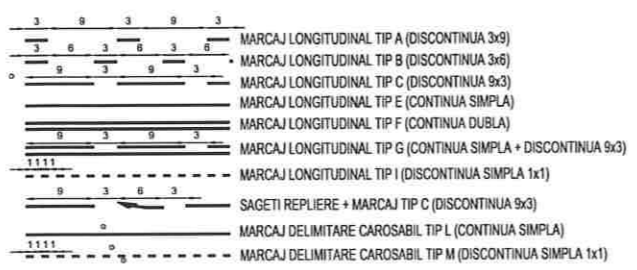 3 9 3 9 3
MARCAJ LONGITUDINAL TIP A (DISCONTINUA 3x9)
3 6 3 6 3 6
MARCAJ LONGITUDINAL TIP B (DISCONTINUA 3x6)
9 3 9 3
MARCAJ LONGITUDINAL TIP C (DISCONTINUA 9x3)
MARCAJ LONGITUDINAL TIP E (CONTINUA SIMPLA)
MARCAJ LONGITUDINAL TIP F (CONTINUA DUBLA)
9 3 9 3
MARCAJ LONGITUDINAL TIP G (CONTINUA SIMPLA + DISCONTINUA 9x3)
1111
MARCAJ LONGITUDINAL TIP I (DISCONTINUA SIMPLA 1x1)
9 3 6 3
SAGETI REPLIERE + MARCAJ TIP C (DISCONTINUA 9x3)
MARCAJ DELIMITARE CAROSABIL TIP L (CONTINUA SIMPLA)
1111
MARCAJ DELIMITARE CAROSABIL TIP M (DISCONTINUA SIMPLA 1x1)